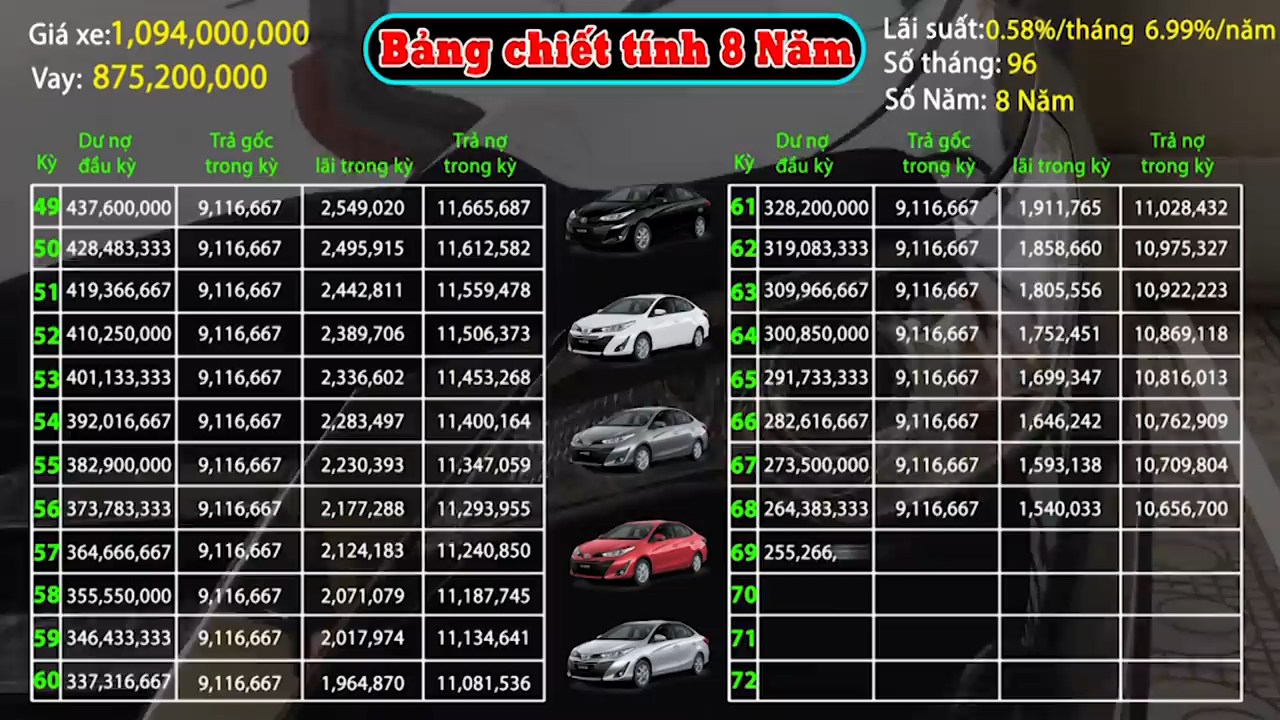 Giá xe:1,094,000,000
Vay: 875,200,000
Bảng chiết tính 8 Năm
Lãi suất:0.58%/tháng 6.99%/năm
Số tháng: 96
Số Năm: 8 Năm
Kỳ Dư nợ đầu kỳ Trả gốc trong kỳ lãi trong kỳ Trả nợ trong kỳ
49 437,600,000 9,116,667 2,549,020 11,665,687
50 428,483,333 9,116,667 2,495,915 11,612,582
51 419,366,667 9,116,667 2,442,811 11,559,478
52 410,250,000 9,116,667 2,389,706 11,506,373
53 401,133,333 9,116,667 2,336,602 11,453,268
54 392,016,667 9,116,667 2,283,497 11,400,164
55 382,900,000 9,116,667 2,230,393 11,347,059
56 373,783,333 9,116,667 2,177,288 11,293,955
57 364,666,667 9,116,667 2,124,183 11,240,850
58 355,550,000 9,116,667 2,071,079 11,187,745
59 346,433,333 9,116,667 2,017,974 11,134,641
60 337,316,667 9,116,667 1,964,870 11,081,536
Kỳ Dư nợ đầu kỳ Trả gốc trong kỳ lãi trong kỳ Trả nợ trong kỳ
61 328,200,000 9,116,667 1,911,765 11,028,432
62 319,083,333 9,116,667 1,858,660 10,975,327
63 309,966,667 9,116,667 1,805,556 10,922,223
64 300,850,000 9,116,667 1,752,451 10,869,118
65 291,733,333 9,116,667 1,699,347 10,816,013
66 282,616,667 9,116,667 1,646,242 10,762,909
67 273,500,000 9,116,667 1,593,138 10,709,804
68 264,383,333 9,116,667 1,540,033 10,656,700
69 255,266,
70
71
72